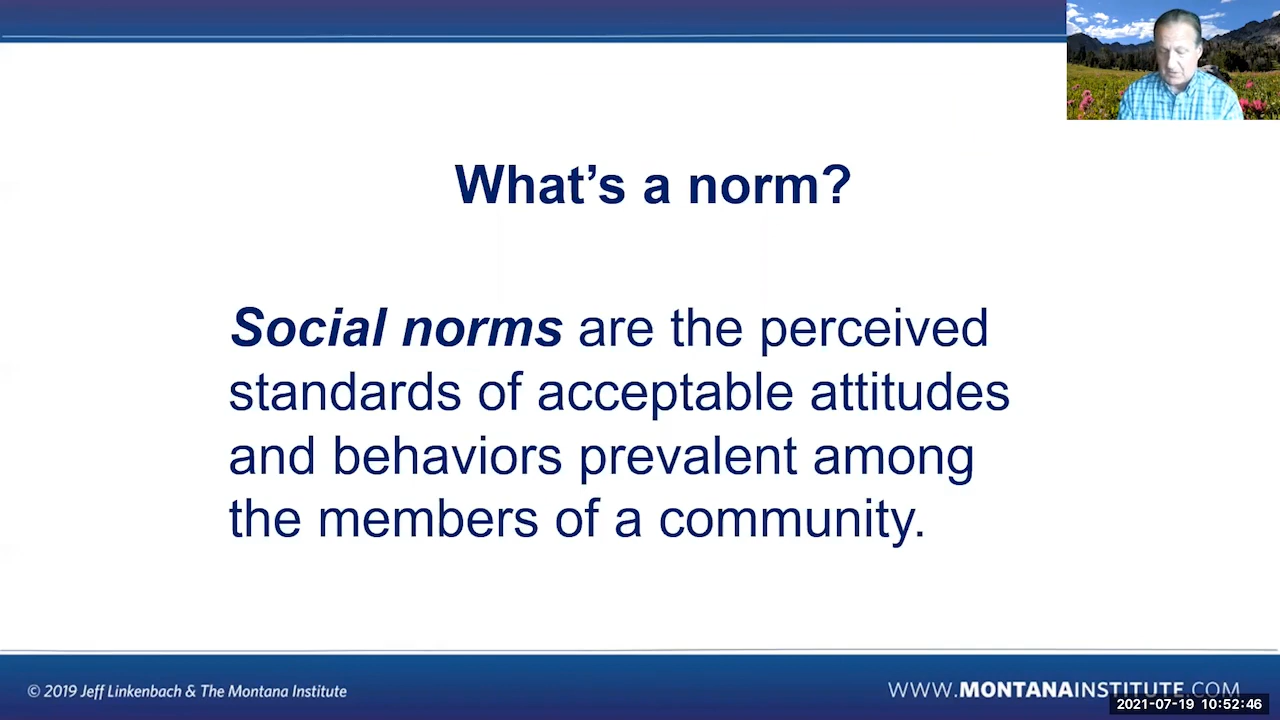 What's a norm?
Social norms are the perceived
standards of acceptable attitudes
and behaviors prevalent among
the members of a community.
© 2019 Jeff Linkenbach & The Montana Institute
WWW.MONTANAINSTITUTE.COM
2021-07-19 10:52:46